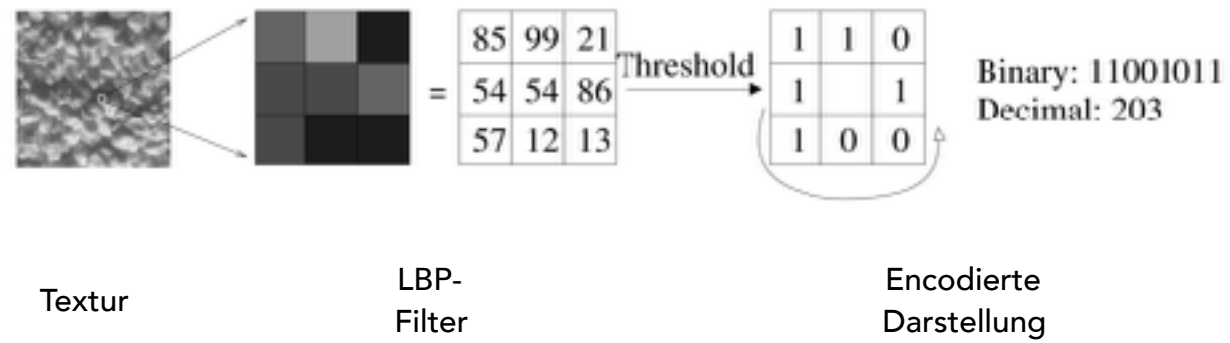 85 99 21
54 54 86
57 12 13
=
Threshold
1 1 0
1 1
1 0 0
Binary: 11001011
Decimal: 203
Textur
LBP-
Filter
Encodierte
Darstellung